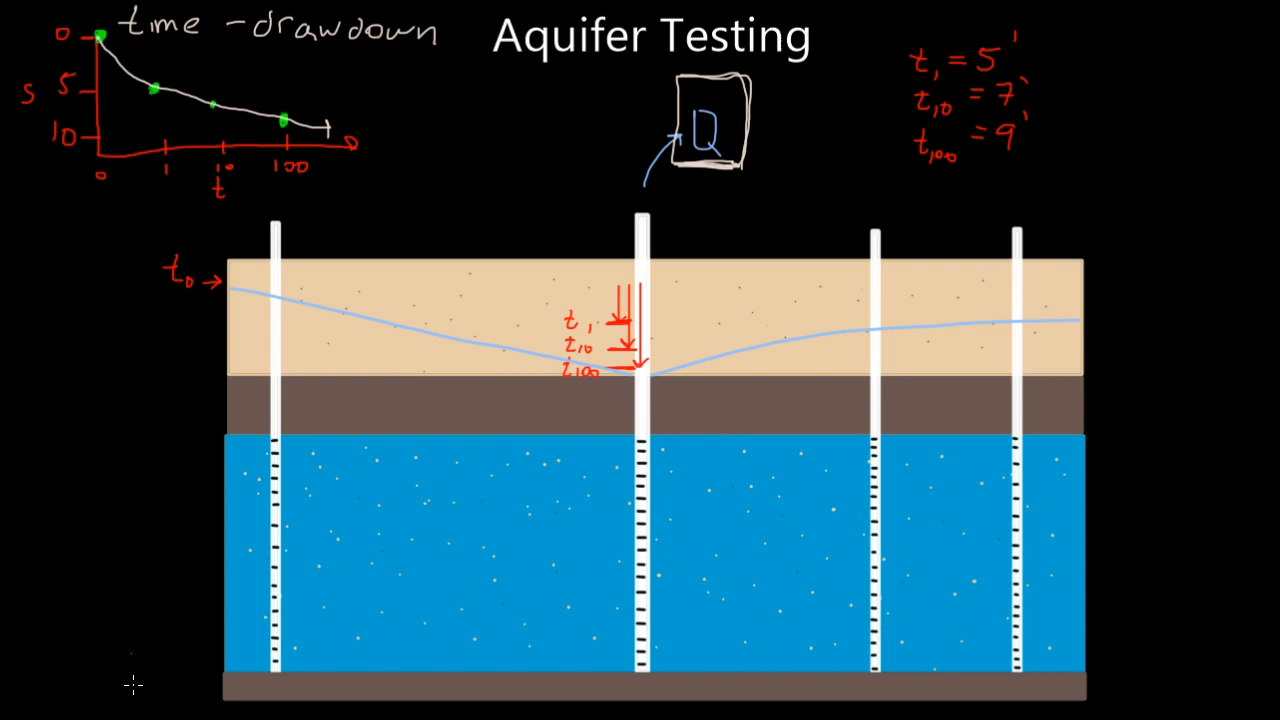 time - drawdown
Aquifer Testing
0
S 5
10
0 1 10 100
t
Q
t₁ = 5'
t₁₀ = 7'
t₁₀₀ = 9'
t₀ →
t₁
t₁₀
t₁₀₀